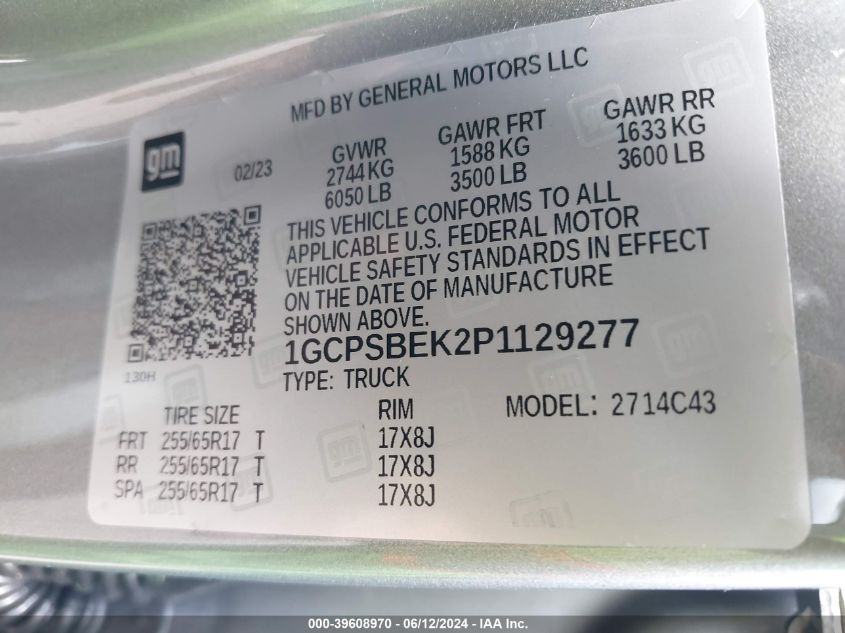 MFD BY GENERAL MOTORS LLC
gm
02/23
GVWR GAWR FRT GAWR RR
2744 KG 1588 KG 1633 KG
6050 LB 3500 LB 3600 LB
THIS VEHICLE CONFORMS TO ALL
APPLICABLE U.S. FEDERAL MOTOR
VEHICLE SAFETY STANDARDS IN EFFECT
ON THE DATE OF MANUFACTURE
SHOWN ABOVE.
1GCPSBEK2P1129277
130H
TYPE: TRUCK
TIRE SIZE RIM MODEL: 2714C43
FRT 255/65R17 T 17X8J
RR 255/65R17 T 17X8J
SPA 255/65R17 T 17X8J
000-39608970 - 06/12/2024 - IAA Inc.